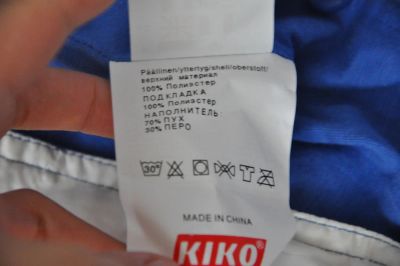 Päällinen/yttertyg/shell/oberstoff/
верхний материал
100% Полиэстер
ПОДКЛАДКА
100% Полиэстер
НАПОЛНИТЕЛЬ
70% ПУХ
30% ПЕРО
30°
MADE IN CHINA
KIKO®